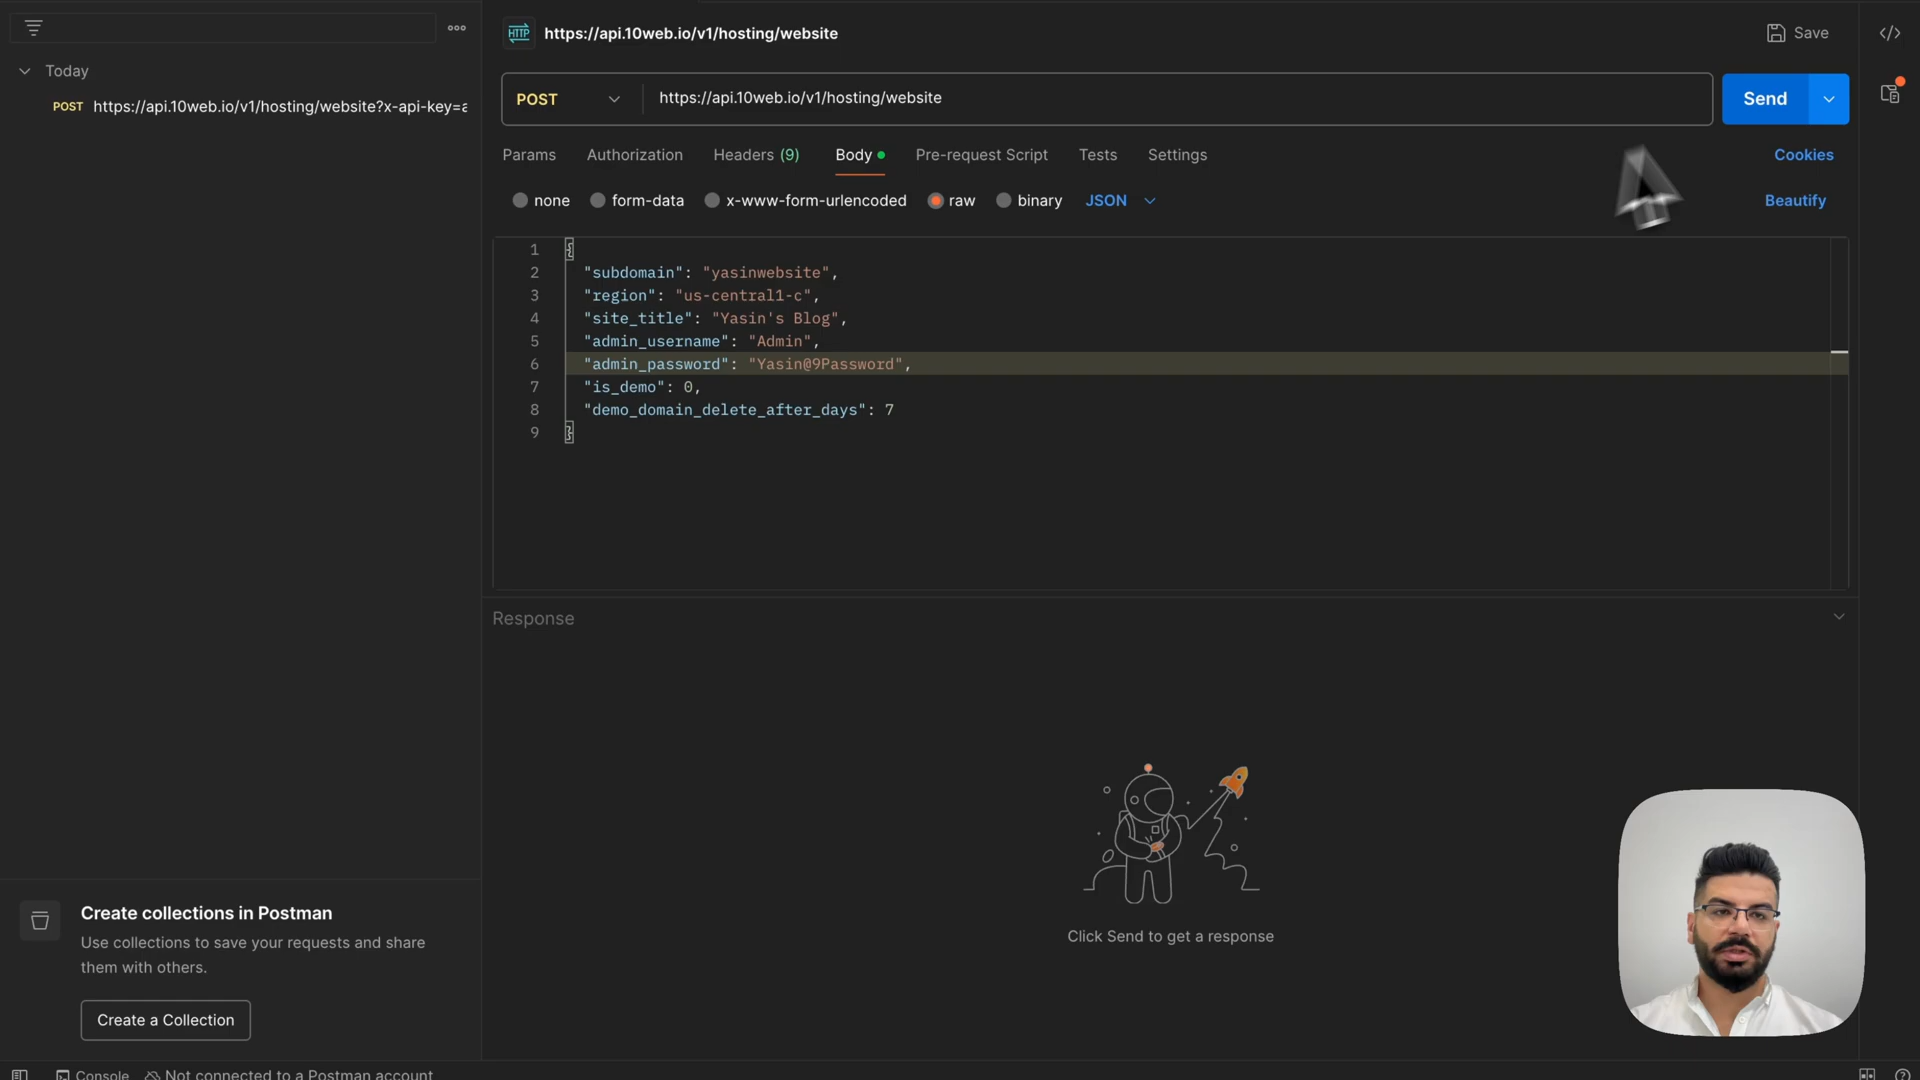 Today
POST https://api.10web.io/v1/hosting/website?x-api-key=a
Create collections in Postman
Use collections to save your requests and share
them with others.
Create a Collection
Console Not connected to a Postman account
HTTP https://api.10web.io/v1/hosting/website
Save
POST https://api.10web.io/v1/hosting/website
Send
Params Authorization Headers (9) Body Pre-request Script Tests Settings Cookies
none form-data x-www-form-urlencoded raw binary JSON Beautify
1 {
2 "subdomain": "yasinwebsite",
3 "region": "us-central1-c",
4 "site_title": "Yasin's Blog",
5 "admin_username": "Admin",
6 "admin_password": "Yasin@9Password",
7 "is_demo": 0,
8 "demo_domain_delete_after_days": 7
9 }
Response
Click Send to get a response